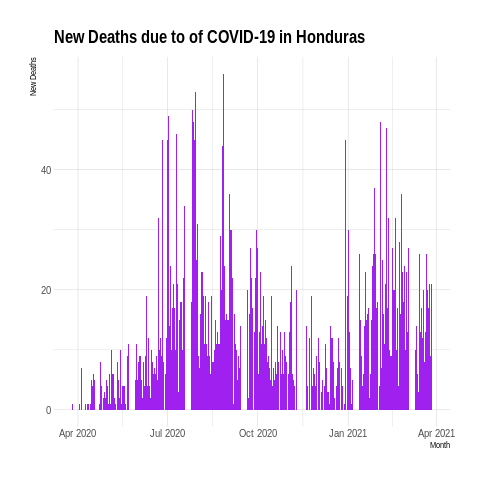 New Deaths due to of COVID-19 in Honduras
New Deaths
40
20
0
Apr 2020 Jul 2020 Oct 2020 Jan 2021 Apr 2021
Month